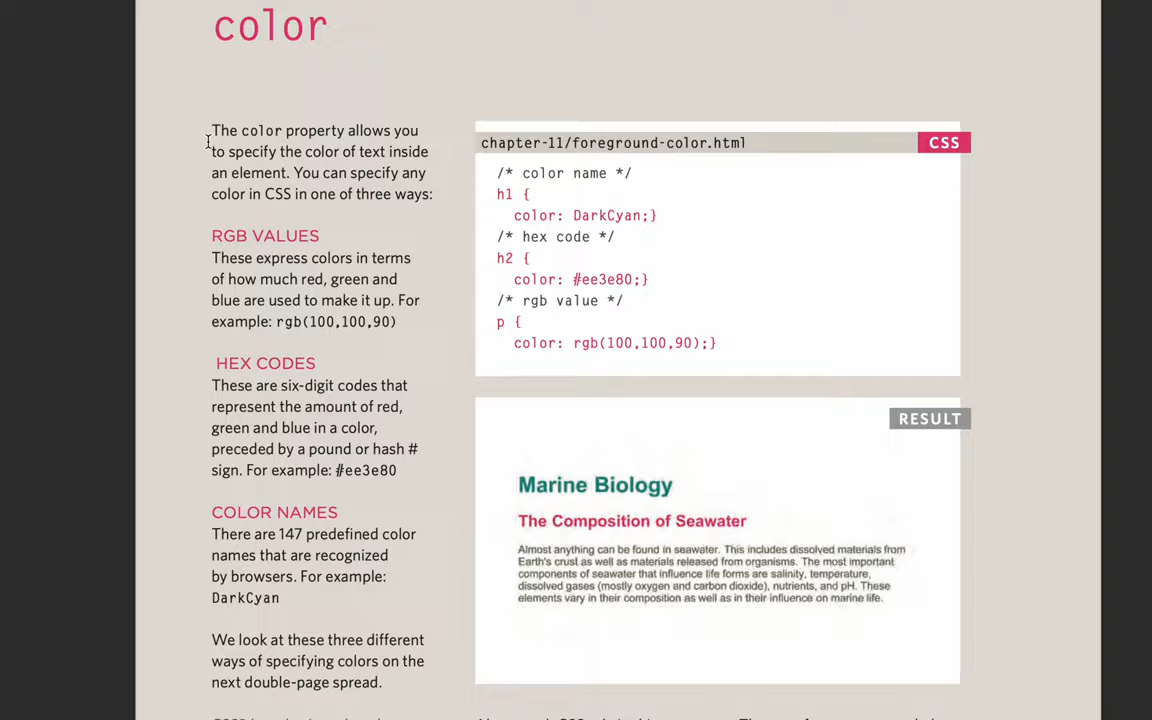 color
The color property allows you
to specify the color of text inside
an element. You can specify any
color in CSS in one of three ways:
RGB VALUES
These express colors in terms
of how much red, green and
blue are used to make it up. For
example: rgb(100,100,90)
HEX CODES
These are six-digit codes that
represent the amount of red,
green and blue in a color,
preceded by a pound or hash #
sign. For example: #ee3e80
COLOR NAMES
There are 147 predefined color
names that are recognized
by browsers. For example:
DarkCyan
We look at these three different
ways of specifying colors on the
next double-page spread.
chapter-11/foreground-color.html
CSS
/* color name */
h1 {
color: DarkCyan;}
/* hex code */
h2 {
color: #ee3e80;}
/* rgb value */
p {
color: rgb(100,100,90);}
RESULT
Marine Biology
The Composition of Seawater
Almost anything can be found in seawater. This includes dissolved materials from
Earth's crust as well as materials released from organisms. The most important
components of seawater that influence life forms are salinity, temperature,
dissolved gases (mostly oxygen and carbon dioxide), nutrients, and pH. These
elements vary in their composition as well as in their influence on marine life.